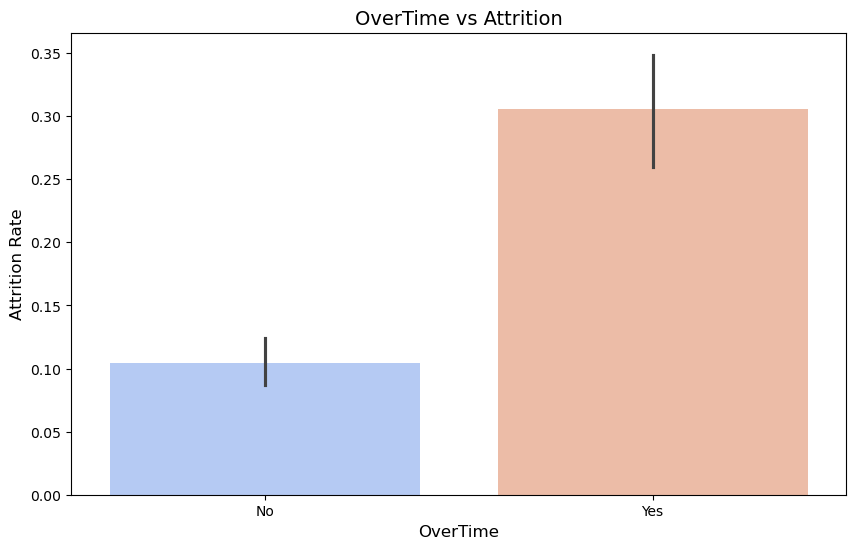 OverTime vs Attrition
Attrition Rate
0.35
0.30
0.25
0.20
0.15
0.10
0.05
0.00
No
Yes
OverTime